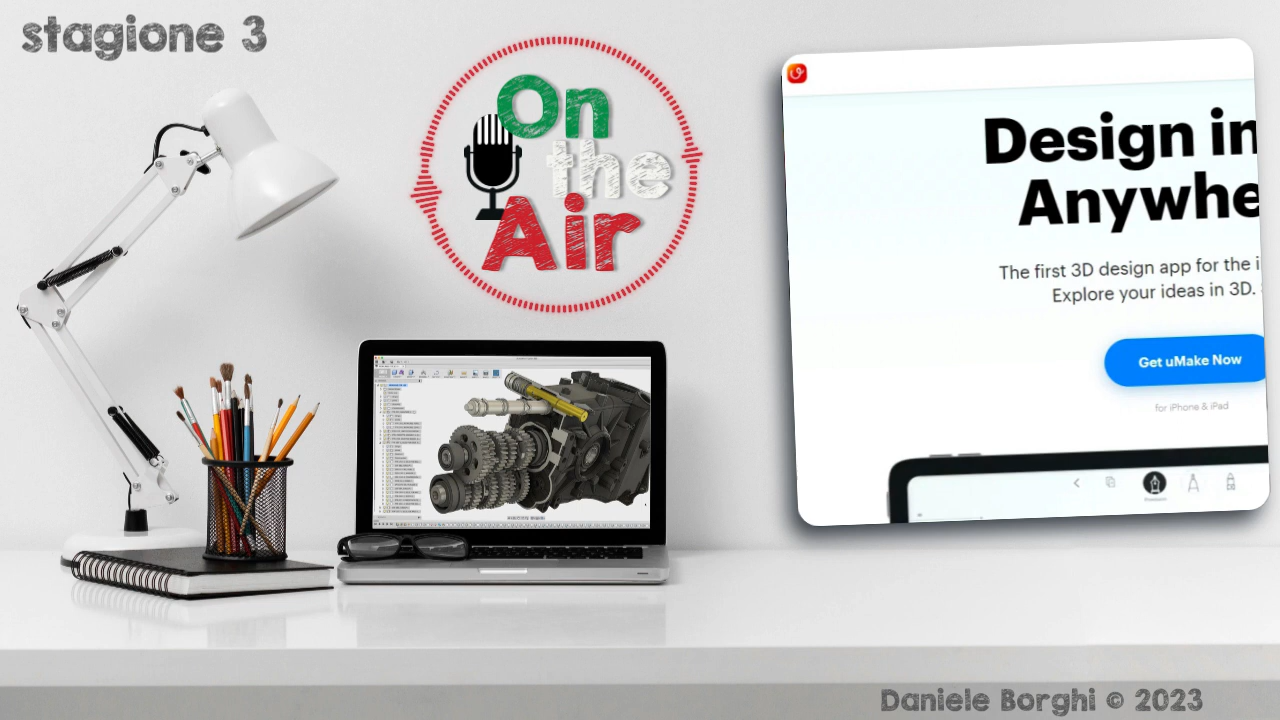 stagione 3
On
the
Air
Design in
Anywhe
The first 3D design app for the i
Explore your ideas in 3D.
Get uMake Now
for iPhone & iPad
Daniele Borghi © 2023